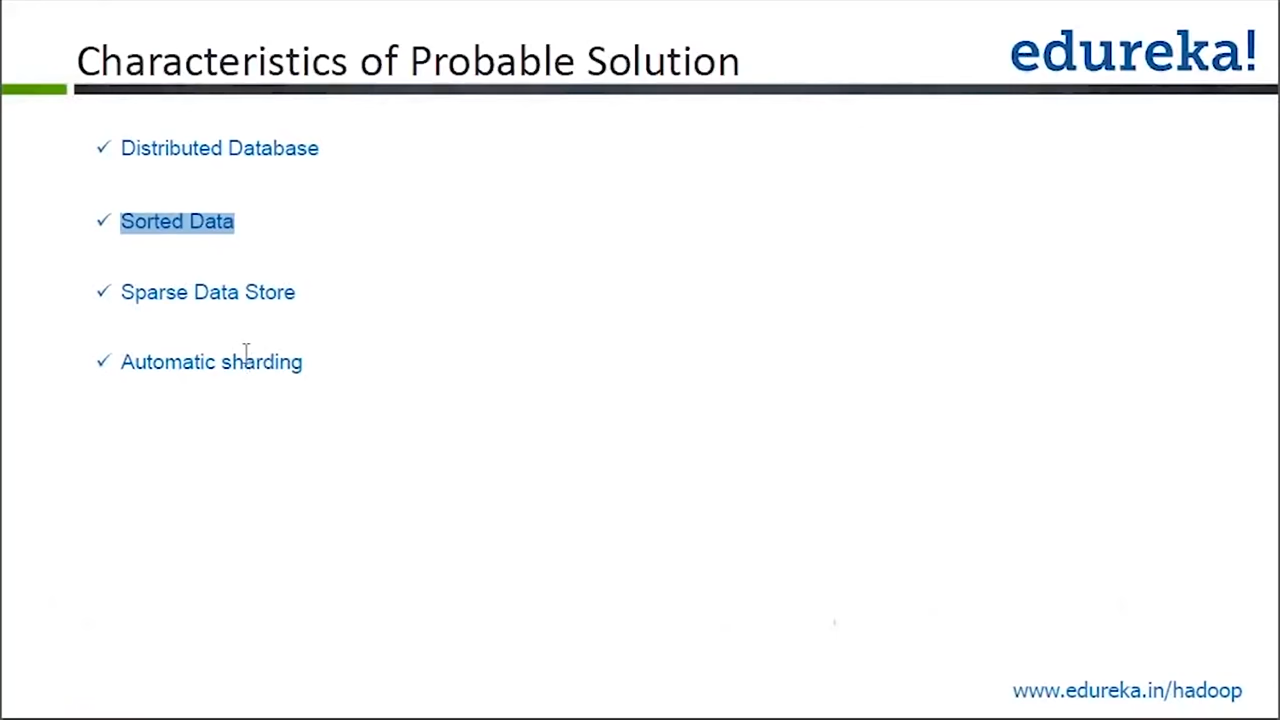 Characteristics of Probable Solution
edureka!
✓ Distributed Database
✓ Sorted Data
✓ Sparse Data Store
✓ Automatic sharding
www.edureka.in/hadoop